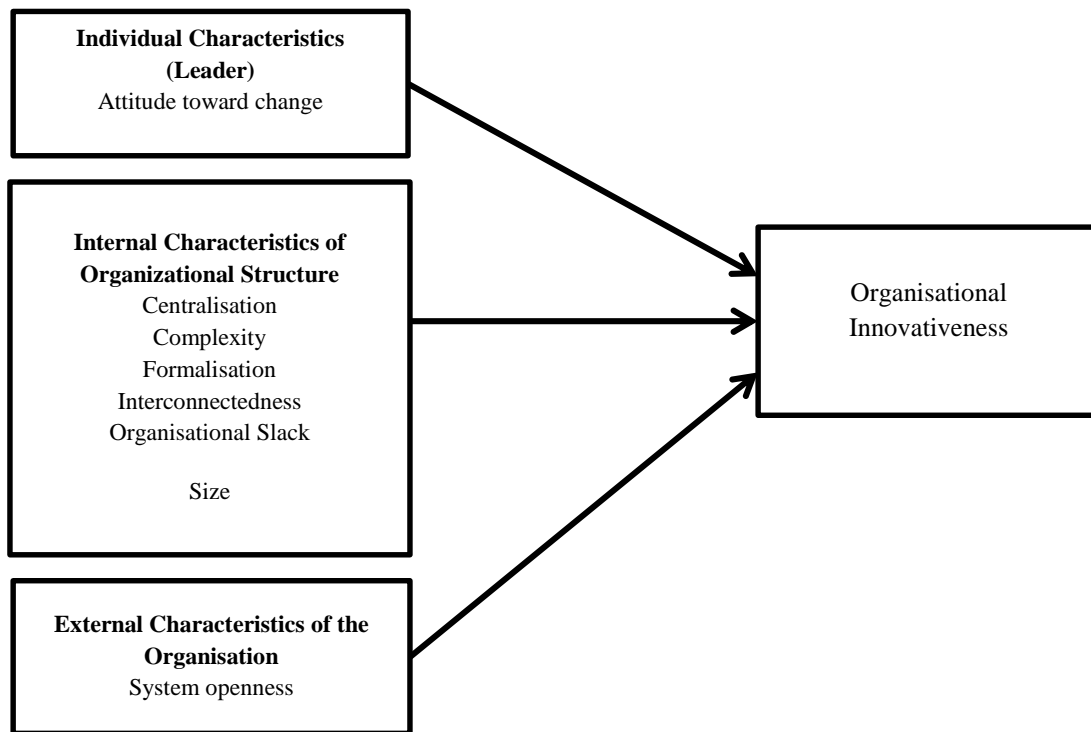 Individual Characteristics
(Leader)
Attitude toward change
Internal Characteristics of
Organizational Structure
Centralisation
Complexity
Formalisation
Interconnectedness
Organisational Slack
Size
External Characteristics of the
Organisation
System openness
Organisational
Innovativeness